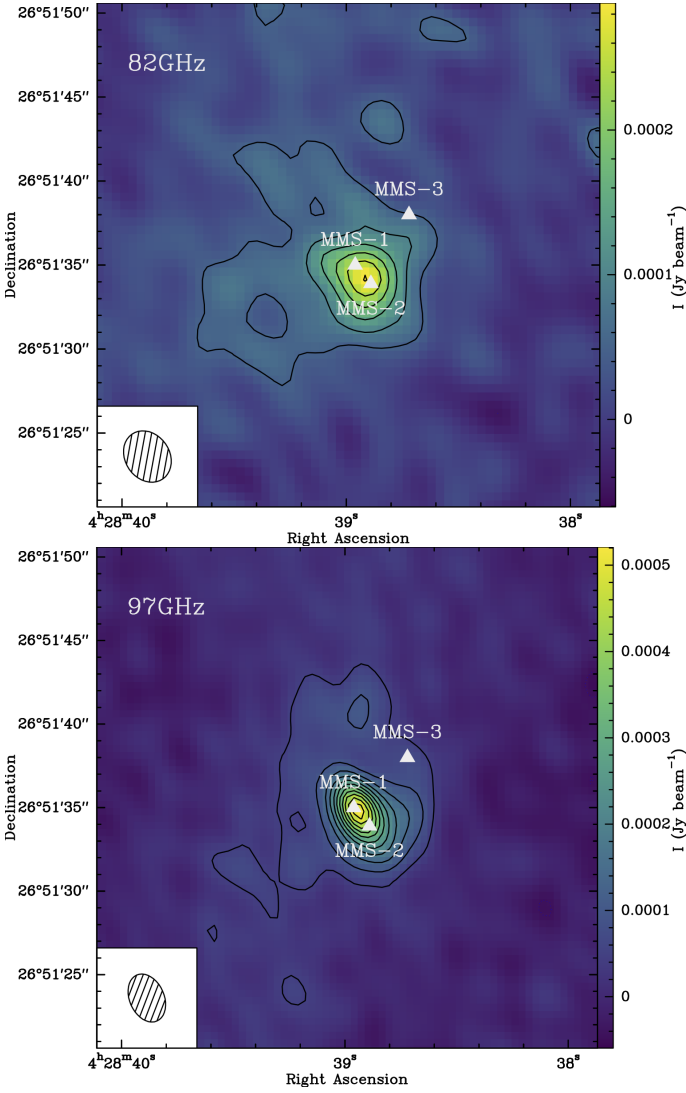 26°51′50″
82GHz
26°51′45″
0.0002
26°51′40″
MMS−3
MMS−1
26°51′35″
0.0001
MMS−2
26°51′30″
0
26°51′25″
Declination
I (Jy beam⁻¹)
4ʰ28ᵐ40ˢ
39ˢ
38ˢ
Right Ascension
26°51′50″
0.0005
97GHz
26°51′45″
0.0004
26°51′40″
MMS−3
0.0003
MMS−1
26°51′35″
0.0002
MMS−2
26°51′30″
0.0001
26°51′25″
0
Declination
I (Jy beam⁻¹)
4ʰ28ᵐ40ˢ
39ˢ
38ˢ
Right Ascension